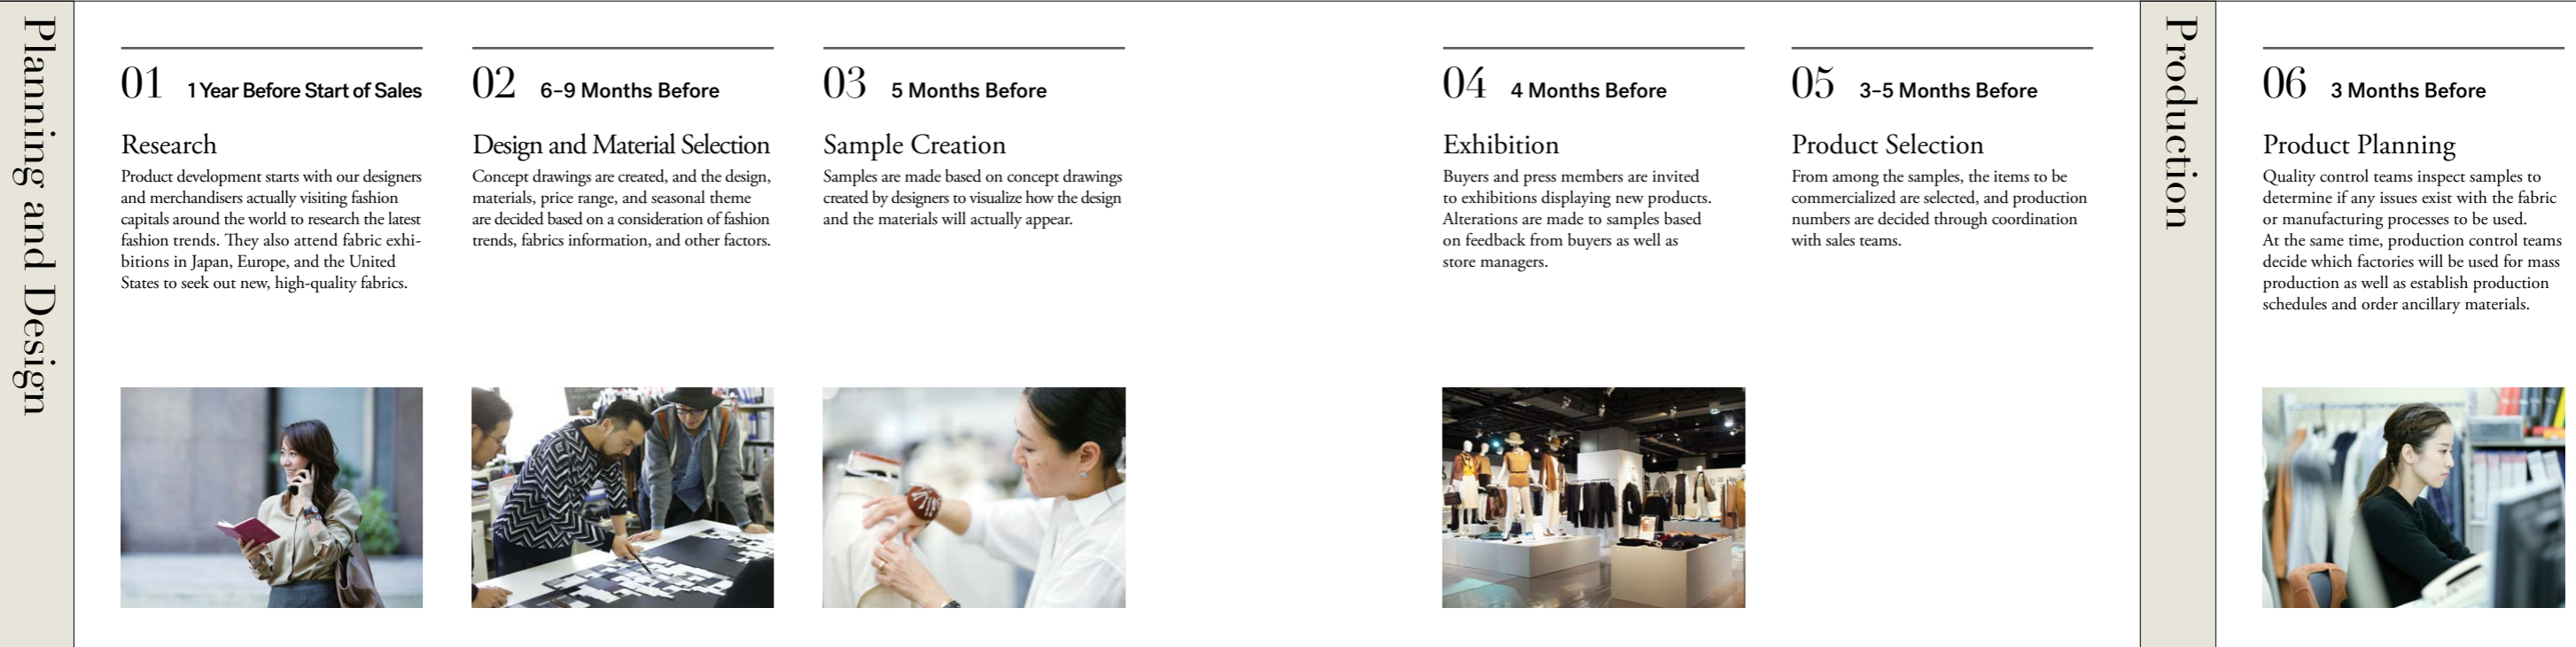 Planning and Design
01 1 Year Before Start of Sales
Research
Product development starts with our designers
and merchandisers actually visiting fashion
capitals around the world to research the latest
fashion trends. They also attend fabric exhi-
bitions in Japan, Europe, and the United
States to seek out new, high-quality fabrics.
02 6–9 Months Before
Design and Material Selection
Concept drawings are created, and the design,
materials, price range, and seasonal theme
are decided based on a consideration of fashion
trends, fabrics information, and other factors.
03 5 Months Before
Sample Creation
Samples are made based on concept drawings
created by designers to visualize how the design
and the materials will actually appear.
04 4 Months Before
Exhibition
Buyers and press members are invited
to exhibitions displaying new products.
Alterations are made to samples based
on feedback from buyers as well as
store managers.
05 3–5 Months Before
Product Selection
From among the samples, the items to be
commercialized are selected, and production
numbers are decided through coordination
with sales teams.
Production
06 3 Months Before
Product Planning
Quality control teams inspect samples to
determine if any issues exist with the fabric
or manufacturing processes to be used.
At the same time, production control teams
decide which factories will be used for mass
production as well as establish production
schedules and order ancillary materials.